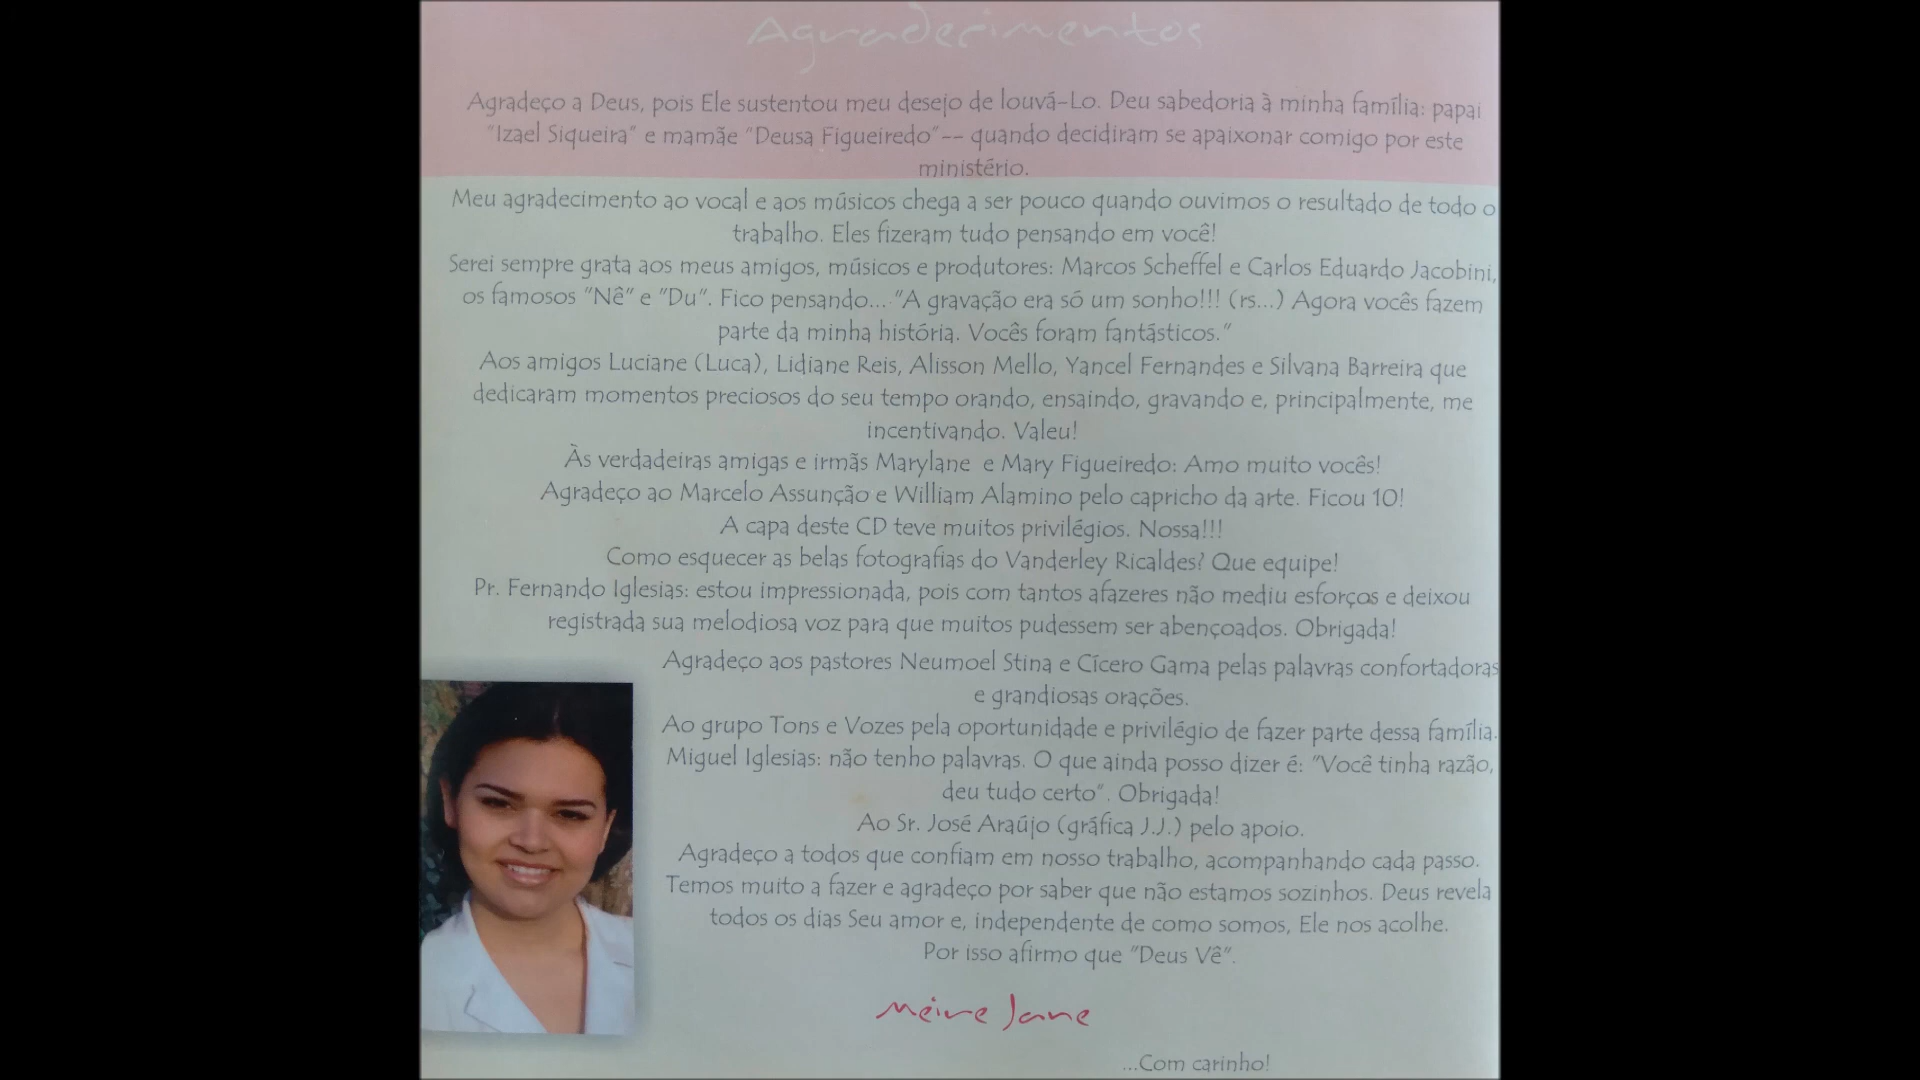 Agradecimentos
Agradeço a Deus, pois Ele sustentou meu desejo de louvá-Lo. Deu sabedoria à minha família: papai
"Izael Siqueira" e mamãe "Deusa Figueiredo"-- quando decidiram se apaixonar comigo por este
ministério.
Meu agradecimento ao vocal e aos músicos chega a ser pouco quando ouvimos o resultado de todo o
trabalho. Eles fizeram tudo pensando em você!
Serei sempre grata aos meus amigos, músicos e produtores: Marcos Scheffel e Carlos Eduardo Jacobini,
os famosos "Nê" e "Du". Fico pensando... "A gravação era só um sonho!!! (rs...) Agora vocês fazem
parte da minha história. Vocês foram fantásticos."
Aos amigos Luciane (Luca), Lidiane Reis, Alisson Mello, Yancel Fernandes e Silvana Barreira que
dedicaram momentos preciosos do seu tempo orando, ensaindo, gravando e, principalmente, me
incentivando. Valeu!
Às verdadeiras amigas e irmãs Marylane e Mary Figueiredo: Amo muito vocês!
Agradeço ao Marcelo Assunção e William Alamino pelo capricho da arte. Ficou 10!
A capa deste CD teve muitos privilégios. Nossa!!!
Como esquecer as belas fotografias do Vanderley Ricaldes? Que equipe!
Pr. Fernando Iglesias: estou impressionada, pois com tantos afazeres não mediu esforços e deixou
registrada sua melodiosa voz para que muitos pudessem ser abençoados. Obrigada!
Agradeço aos pastores Neumoel Stina e Cícero Gama pelas palavras confortadoras
e grandiosas orações.
Ao grupo Tons e Vozes pela oportunidade e privilégio de fazer parte dessa família.
Miguel Iglesias: não tenho palavras. O que ainda posso dizer é: "Você tinha razão,
deu tudo certo". Obrigada!
Ao Sr. José Araújo (gráfica J.J.) pelo apoio.
Agradeço a todos que confiam em nosso trabalho, acompanhando cada passo.
Temos muito a fazer e agradeço por saber que não estamos sozinhos. Deus revela
todos os dias Seu amor e, independente de como somos, Ele nos acolhe.
Por isso afirmo que "Deus Vê".
Meire Jane
...Com carinho!